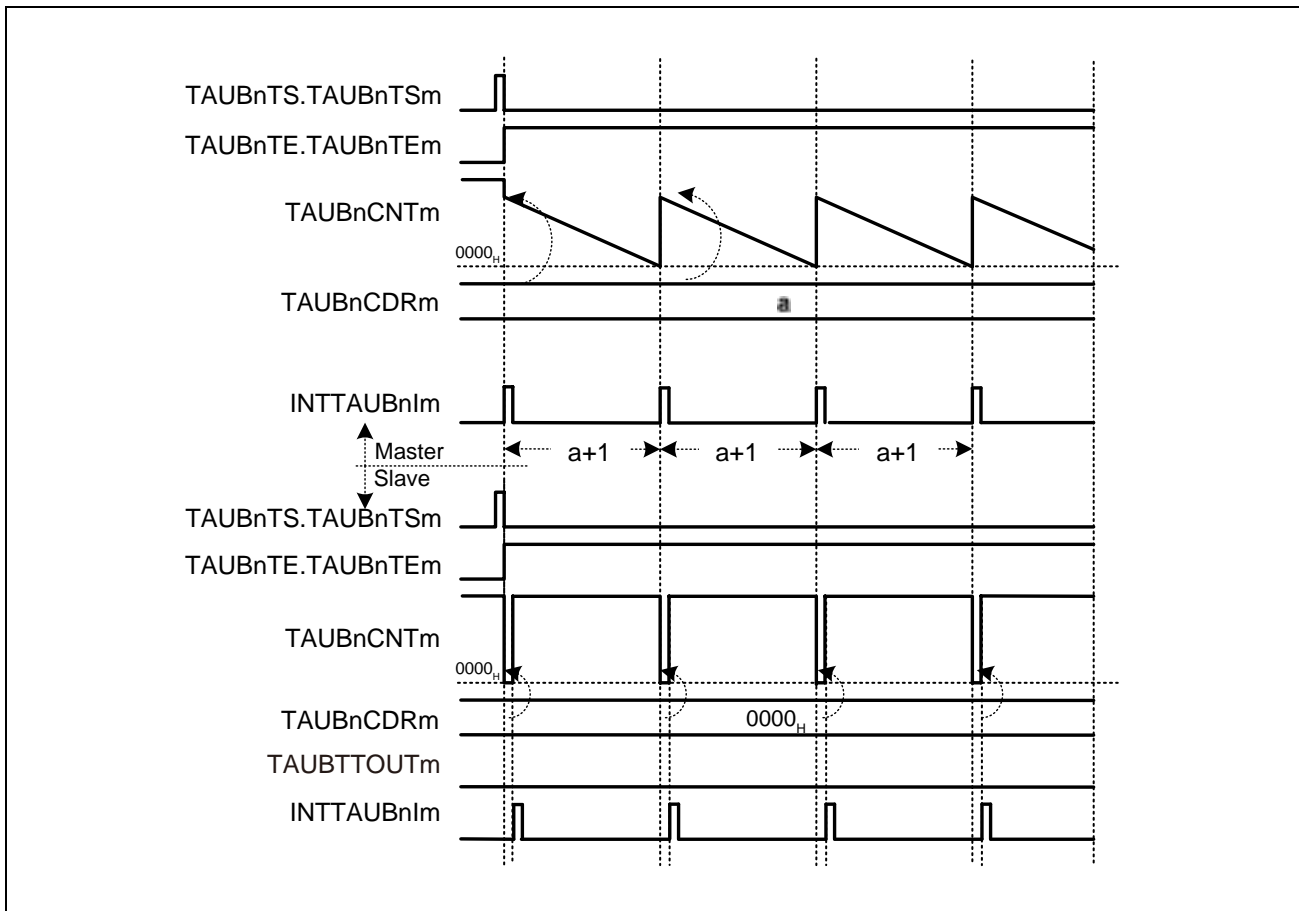 TAUBnTS.TAUBnTSm
TAUBnTE.TAUBnTEm
TAUBnCNTm
0000H
TAUBnCDRm
a
INTTAUBnIm
Master
a+1 a+1 a+1
Slave
TAUBnTS.TAUBnTSm
TAUBnTE.TAUBnTEm
TAUBnCNTm
0000H
TAUBnCDRm
0000H
TAUBTTOUTm
INTTAUBnIm